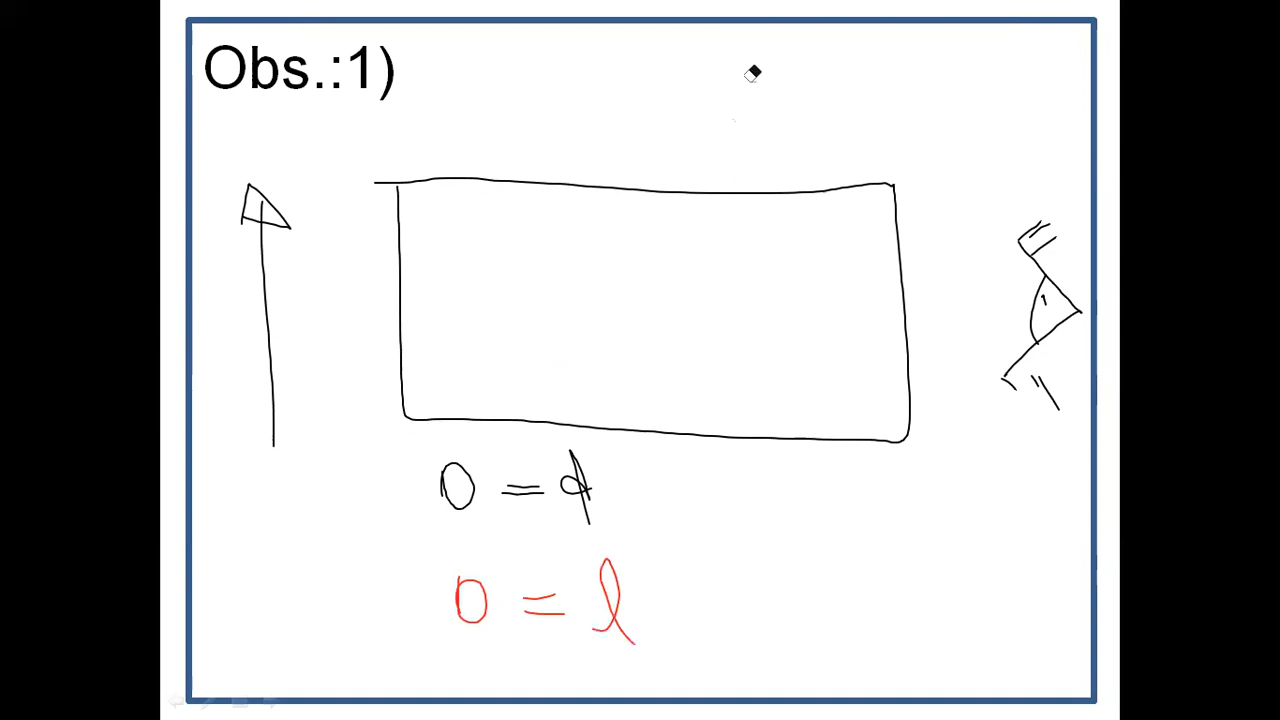 Obs.:1)
0 = d
0 = l